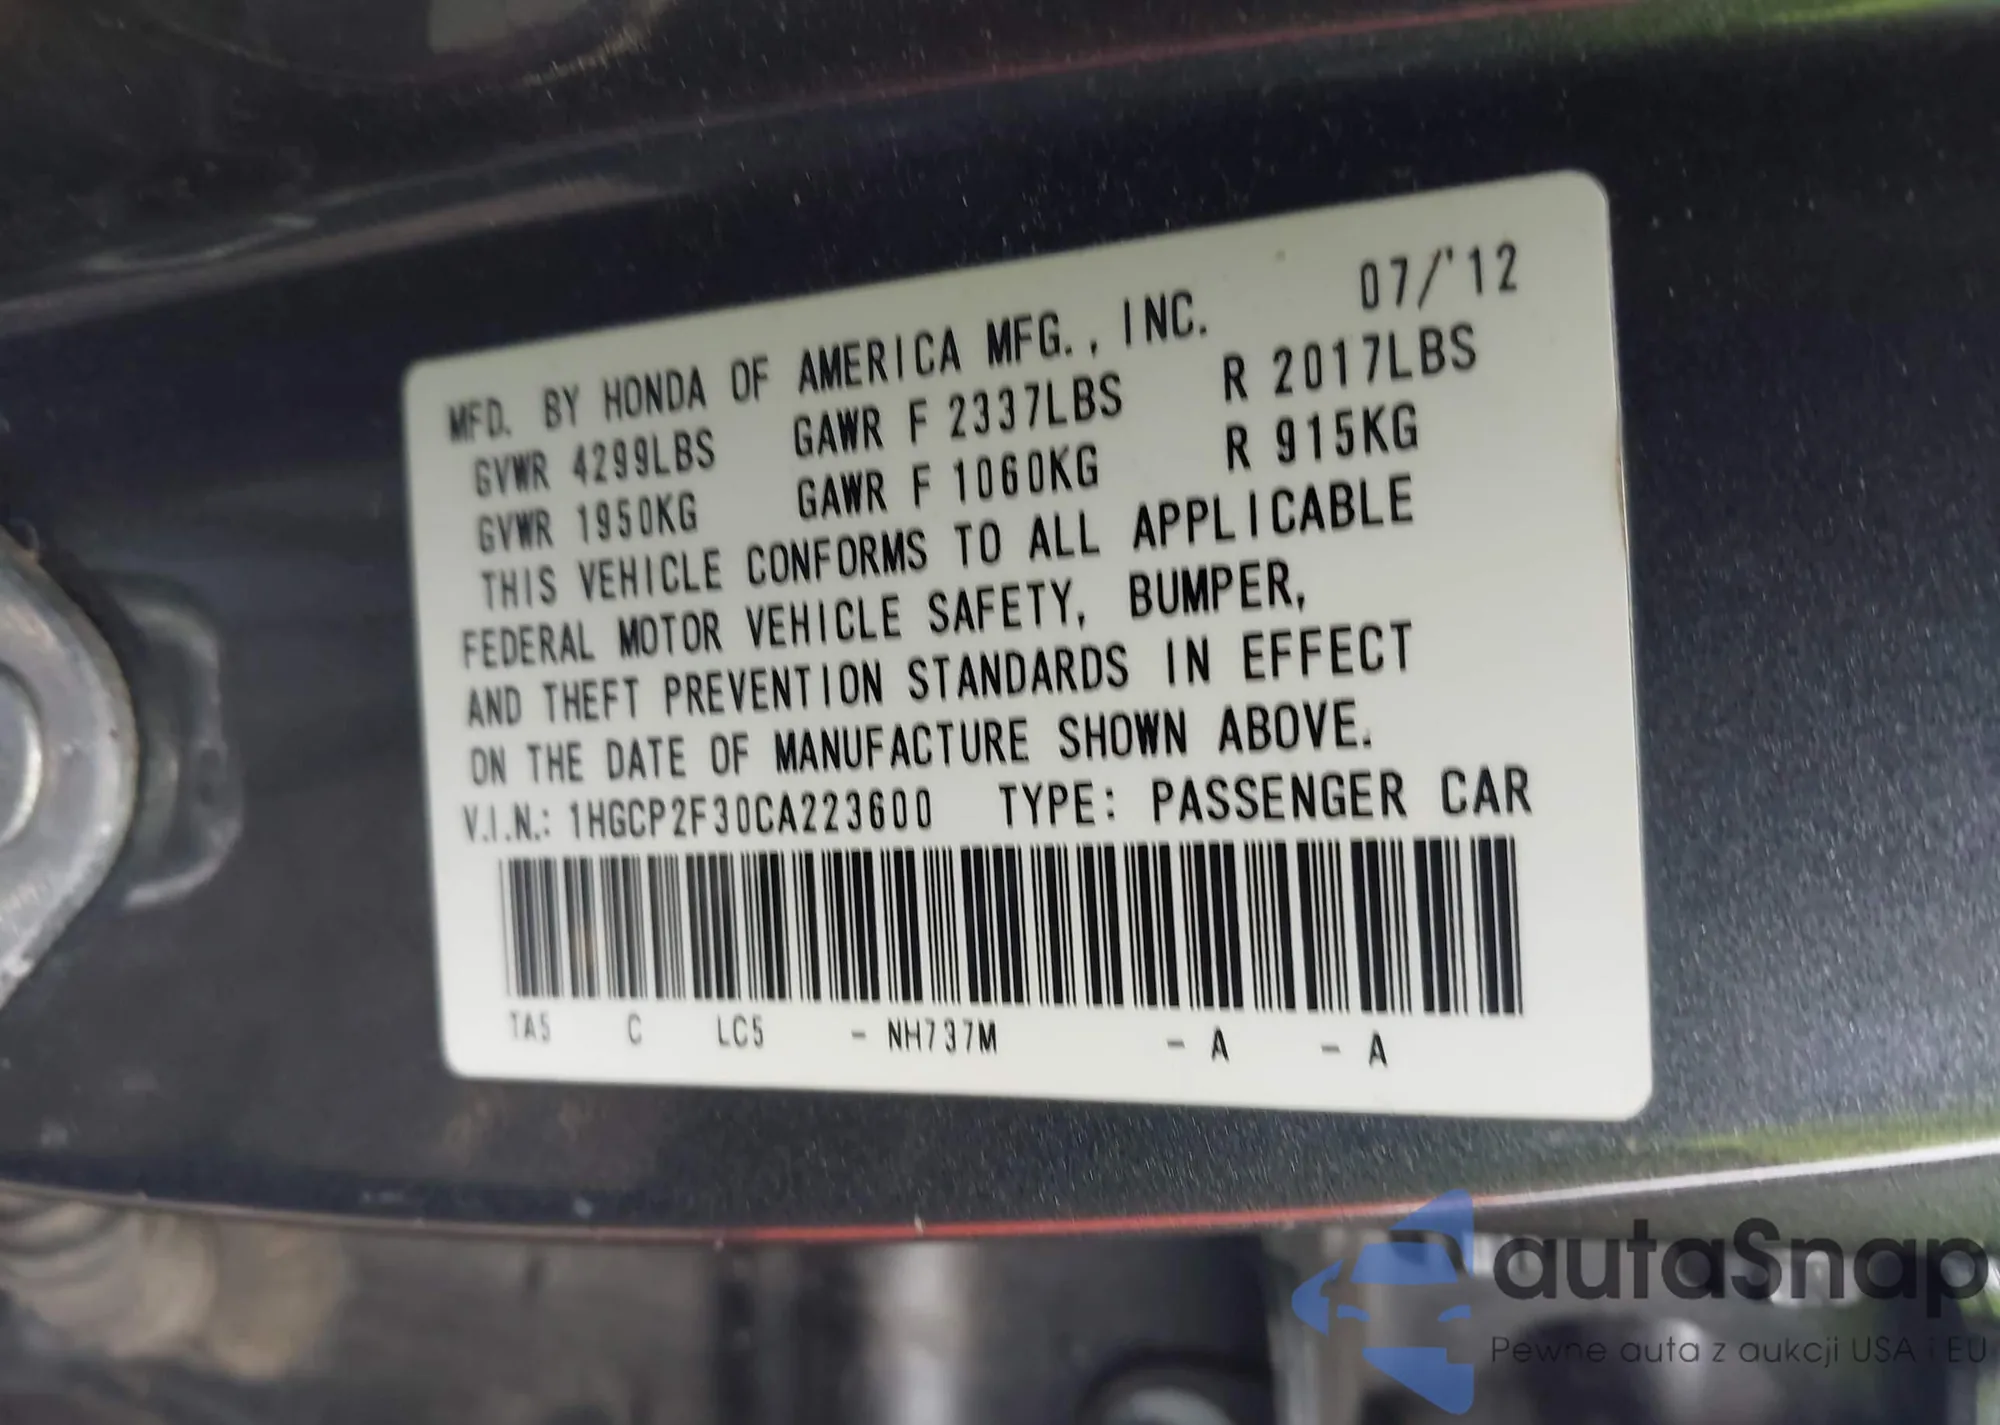 07/'12
MFD. BY HONDA OF AMERICA MFG., INC.
GVWR 4299LBS GAWR F 2337LBS R 2017LBS
GVWR 1950KG GAWR F 1060KG R 915KG
THIS VEHICLE CONFORMS TO ALL APPLICABLE
FEDERAL MOTOR VEHICLE SAFETY, BUMPER,
AND THEFT PREVENTION STANDARDS IN EFFECT
ON THE DATE OF MANUFACTURE SHOWN ABOVE.
V.I.N.: 1HGCP2F30CA223600 TYPE: PASSENGER CAR
TA5 C LC5 - NH737M - A - A
autaSnap
Pewne auta z aukcji USA i EU